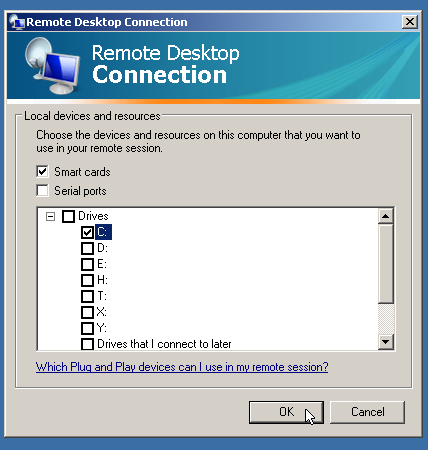 Remote Desktop Connection
Remote Desktop
Connection
Local devices and resources
Choose the devices and resources on this computer that you want to
use in your remote session.
Smart cards
Serial ports
Drives
C:
D:
E:
H:
T:
X:
Y:
Drives that I connect to later
Which Plug and Play devices can I use in my remote session?
OK
Cancel